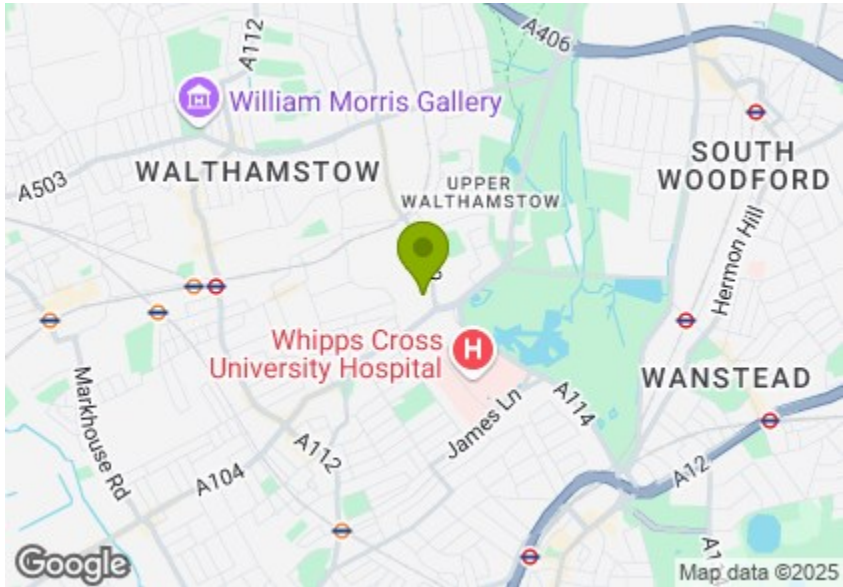 A112
A406
William Morris Gallery
SOUTH
WOODFORD
WALTHAMSTOW
A503
UPPER
WALTHAMSTOW
Hermon Hill
Whipps Cross
University Hospital
H
WANSTEAD
Markhouse Rd
James Ln
A114
A112
A104
A12
Google
Map data ©2025